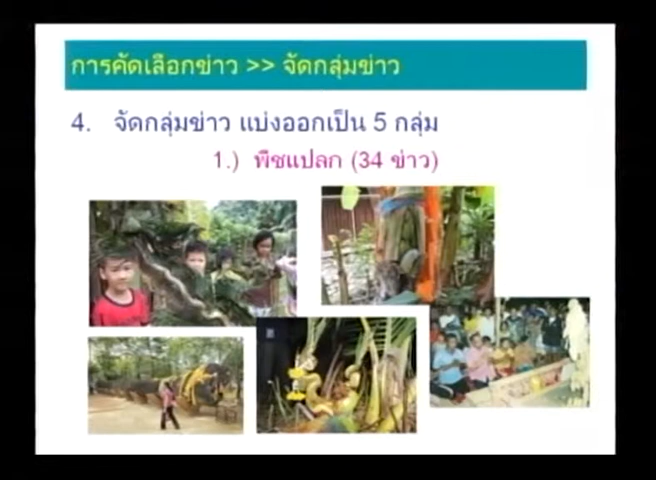 การคัดเลือกข่าว >> จัดกลุ่มข่าว
4. จัดกลุ่มข่าว แบ่งออกเป็น 5 กลุ่ม
1.) พืชแปลก (34 ข่าว)